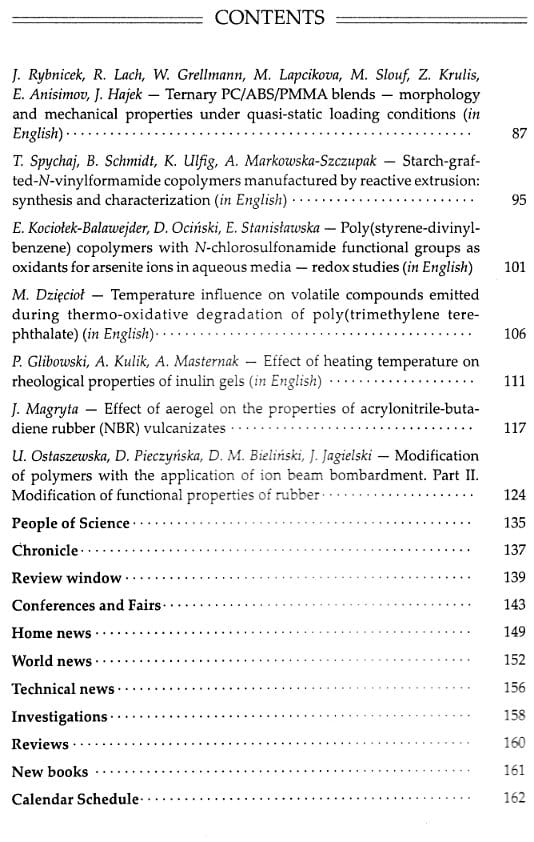 CONTENTS
J. Rybnicek, R. Lach, W. Grellmann, M. Lapcikova, M. Slouf, Z. Krulis,
E. Anisimov, J. Hajek — Ternary PC/ABS/PMMA blends — morphology
and mechanical properties under quasi-static loading conditions (in
English) 87
T. Spychaj, B. Schmidt, K. Ulfig, A. Markowska-Szczupak — Starch-graf-
ted-N-vinylformamide copolymers manufactured by reactive extrusion:
synthesis and characterization (in English) 95
E. Kociołek-Balawejder, D. Ociński, E. Stanisławska — Poly(styrene-divinyl-
benzene) copolymers with N-chlorosulfonamide functional groups as
oxidants for arsenite ions in aqueous media — redox studies (in English) 101
M. Dzięcioł — Temperature influence on volatile compounds emitted
during thermo-oxidative degradation of poly(trimethylene tere-
phthalate) (in English) 106
P. Glibowski, A. Kulik, A. Masternak — Effect of heating temperature on
rheological properties of inulin gels (in English) 111
J. Magryta — Effect of aerogel on the properties of acrylonitrile-buta-
diene rubber (NBR) vulcanizates 117
U. Ostaszewska, D. Pieczyńska, D. M. Bieliński, J. Jagielski — Modification
of polymers with the application of ion beam bombardment. Part II.
Modification of functional properties of rubber 124
People of Science 135
Chronicle 137
Review window 139
Conferences and Fairs 143
Home news 149
World news 152
Technical news 156
Investigations 158
Reviews 160
New books 161
Calendar Schedule 162